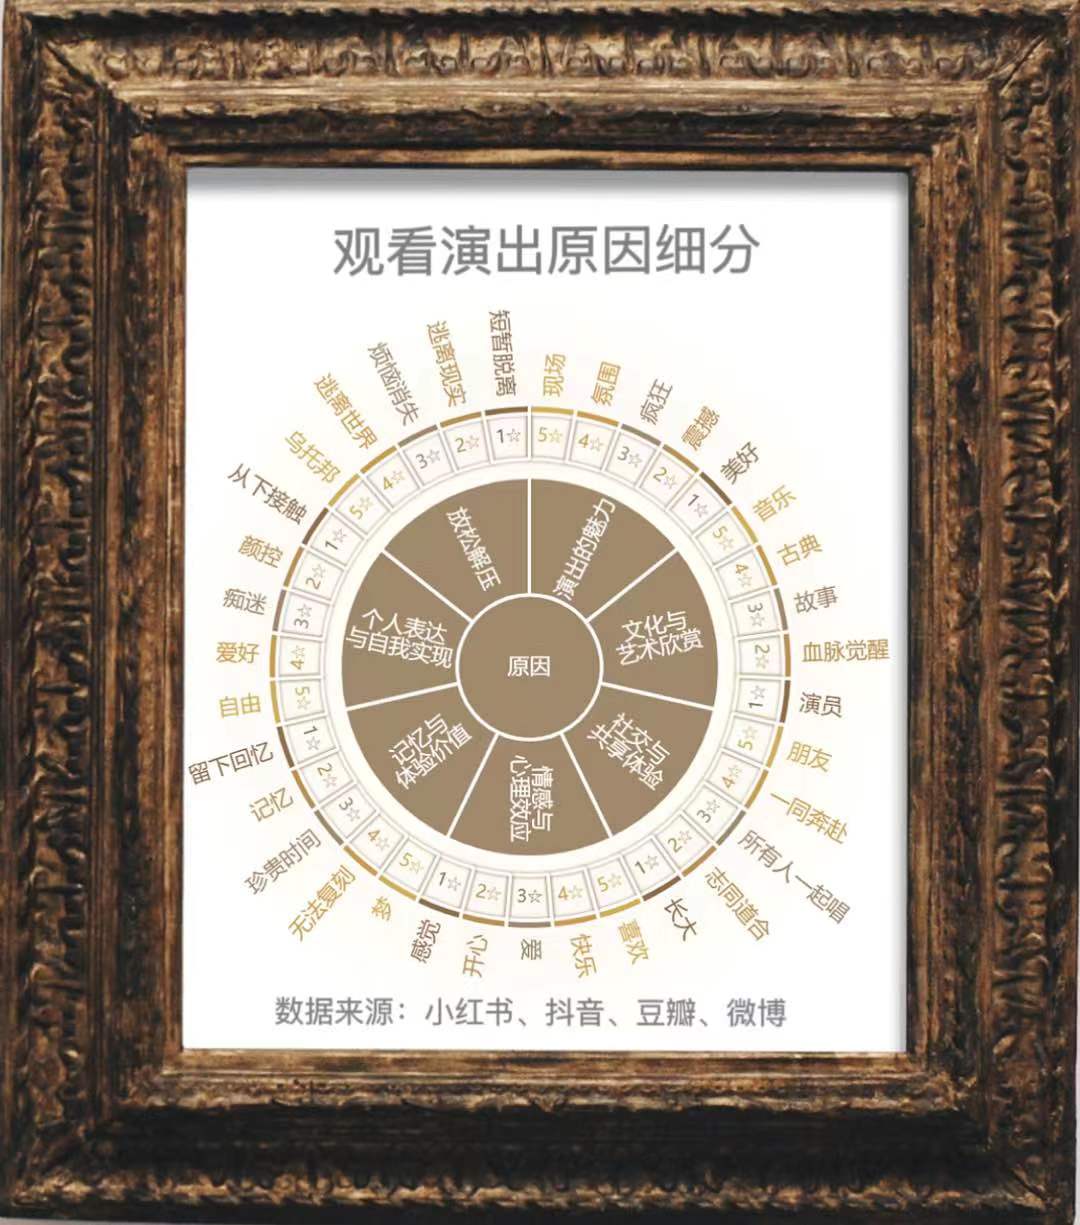 观看演出原因细分
原因
演出的魅力
现场
5☆
氛围
4☆
疯狂
3☆
震撼
2☆
美好
1☆
文化与
艺术欣赏
音乐
5☆
古典
4☆
故事
3☆
血脉觉醒
2☆
演员
1☆
社交与
共享体验
朋友
5☆
一同奔赴
4☆
所有人一起唱
3☆
志同道合
2☆
长大
1☆
情感与
心理效应
喜欢
5☆
快乐
4☆
爱
3☆
开心
2☆
感觉
1☆
记忆与
体验价值
梦
5☆
无法复刻
4☆
珍贵时间
3☆
记忆
2☆
留下回忆
1☆
个人表达
与自我实现
自由
5☆
爱好
4☆
痴迷
3☆
颜控
2☆
从下接触
1☆
放松解压
乌托邦
5☆
逃离世界
4☆
烦恼消失
3☆
逃离现实
2☆
短暂脱离
1☆
数据来源：小红书、抖音、豆瓣、微博